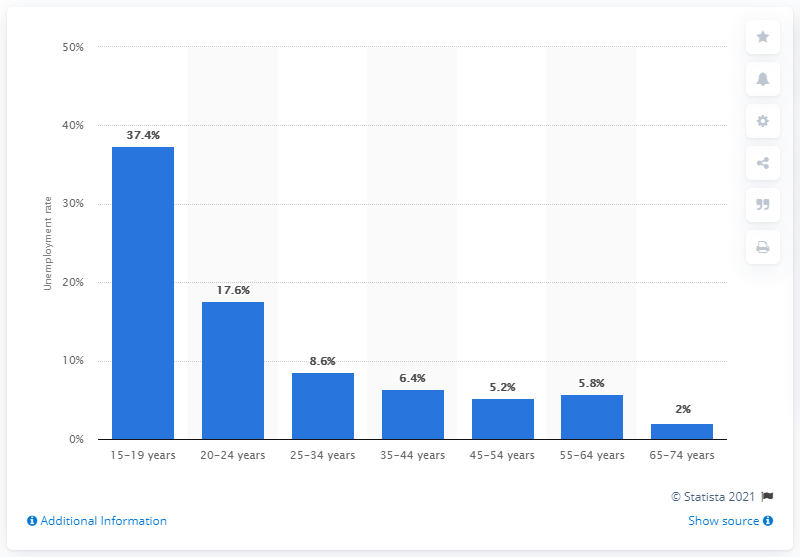 50%
40%
30%
20%
10%
0%
Unemployment rate
37.4%
17.6%
8.6%
6.4%
5.2%
5.8%
2%
15-19 years
20-24 years
25-34 years
35-44 years
45-54 years
55-64 years
65-74 years
© Statista 2021
Additional Information
Show source